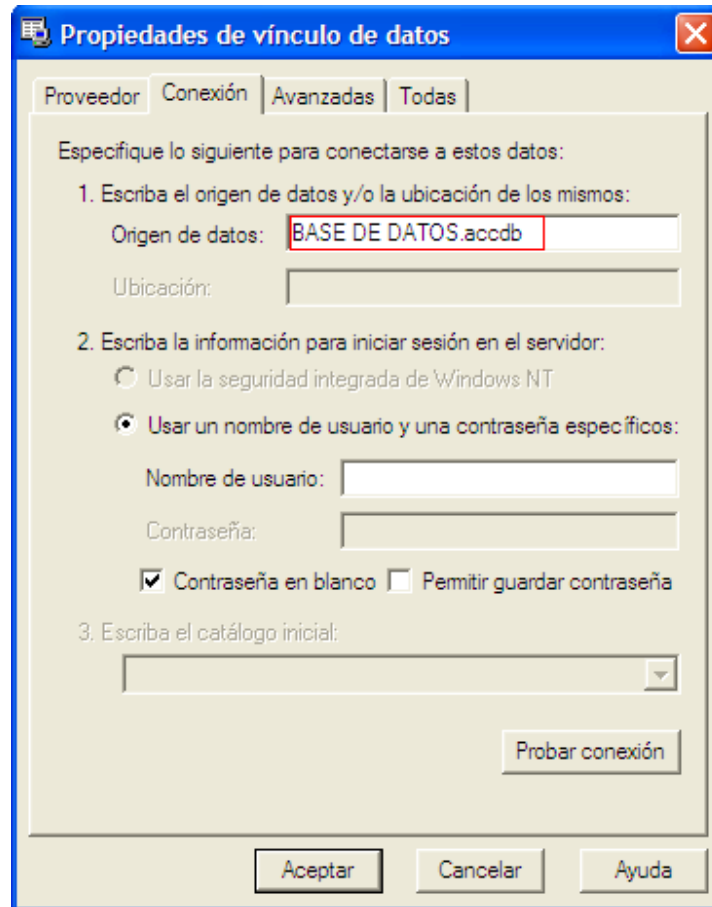 Propiedades de vínculo de datos
Proveedor Conexión Avanzadas Todas
Especifique lo siguiente para conectarse a estos datos:
1. Escriba el origen de datos y/o la ubicación de los mismos:
Origen de datos: BASE DE DATOS.accdb
Ubicación:
2. Escriba la información para iniciar sesión en el servidor:
Usar la seguridad integrada de Windows NT
Usar un nombre de usuario y una contraseña específicos:
Nombre de usuario:
Contraseña:
Contraseña en blanco Permitir guardar contraseña
3. Escriba el catálogo inicial:
Probar conexión
Aceptar Cancelar Ayuda